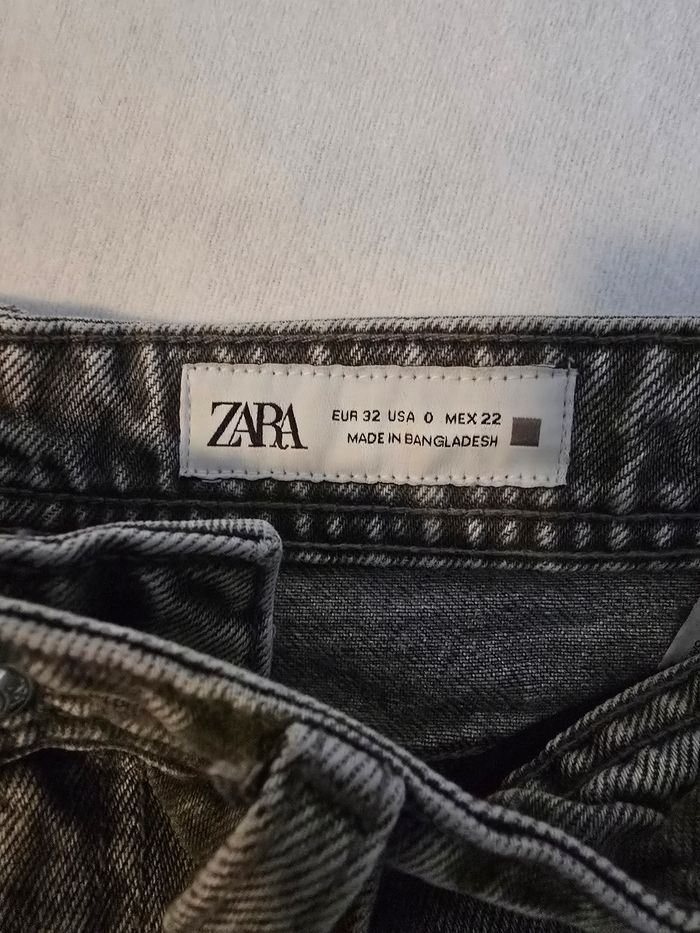 ZARA
EUR 32 USA 0 MEX 22
MADE IN BANGLADESH